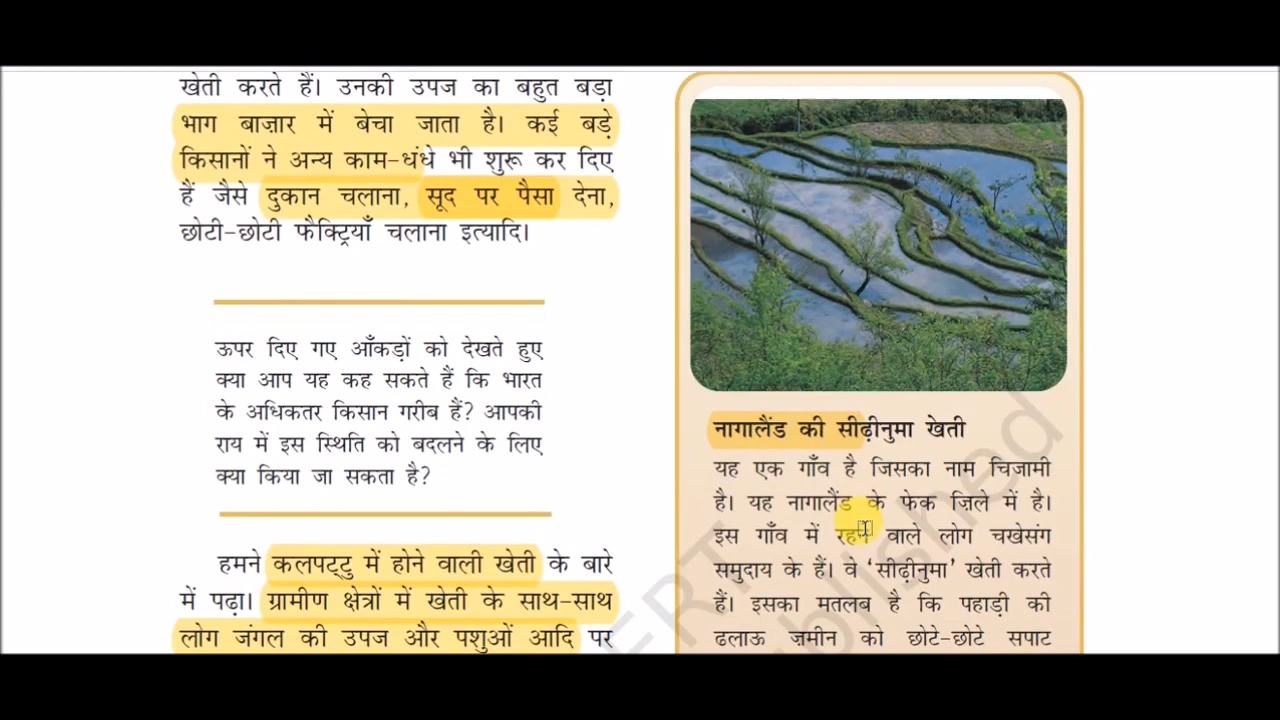 खेती करते हैं। उनकी उपज का बहुत बड़ा
भाग बाज़ार में बेचा जाता है। कई बड़े
किसानों ने अन्य काम-धंधे भी शुरू कर दिए
हैं जैसे दुकान चलाना, सूद पर पैसा देना,
छोटी-छोटी फैक्ट्रियाँ चलाना इत्यादि।
ऊपर दिए गए आँकड़ों को देखते हुए
क्या आप यह कह सकते हैं कि भारत
के अधिकतर किसान गरीब हैं? आपकी
राय में इस स्थिति को बदलने के लिए
क्या किया जा सकता है?
हमने कलपट्टु में होने वाली खेती के बारे
में पढ़ा। ग्रामीण क्षेत्रों में खेती के साथ-साथ
लोग जंगल की उपज और पशुओं आदि पर
नागालैंड की सीढ़ीनुमा खेती
यह एक गाँव है जिसका नाम चिजामी
है। यह नागालैंड के फेक ज़िले में है।
इस गाँव में रहने वाले लोग चखेसंग
समुदाय के हैं। वे ‘सीढ़ीनुमा’ खेती करते
हैं। इसका मतलब है कि पहाड़ी की
ढलाऊ ज़मीन को छोटे-छोटे सपाट